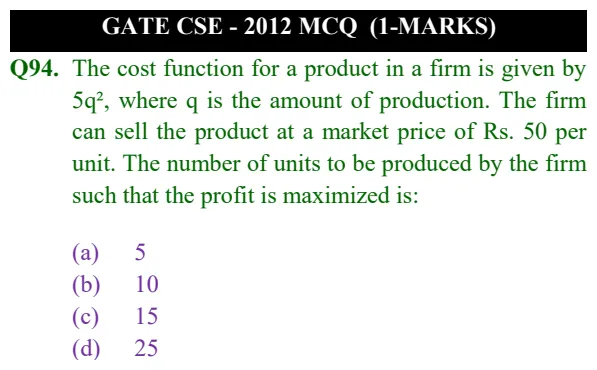 GATE CSE - 2012 MCQ (1-MARKS)
Q94. The cost function for a product in a firm is given by
5q², where q is the amount of production. The firm
can sell the product at a market price of Rs. 50 per
unit. The number of units to be produced by the firm
such that the profit is maximized is:
(a) 5
(b) 10
(c) 15
(d) 25